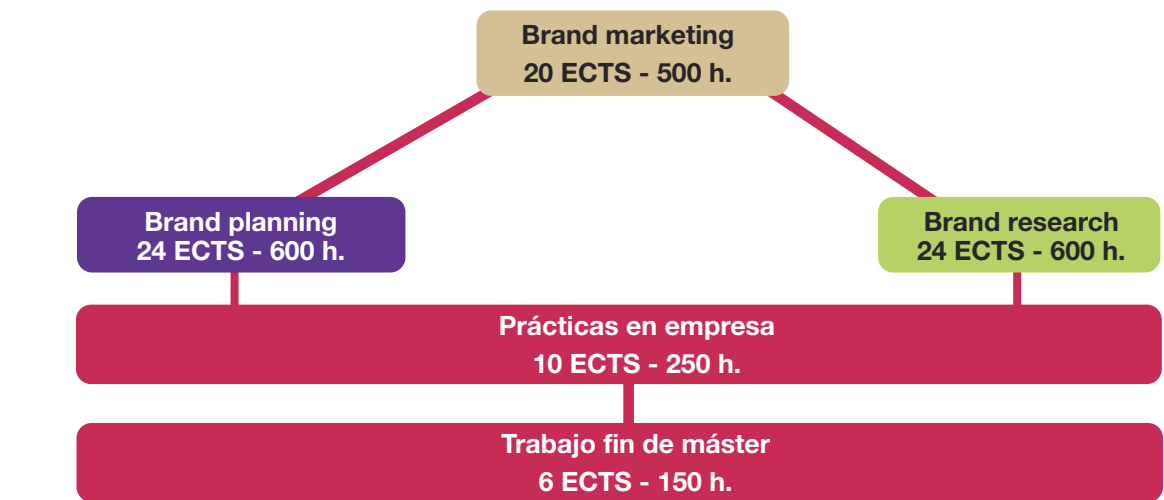 Brand marketing
20 ECTS - 500 h.
Brand planning
24 ECTS - 600 h.
Brand research
24 ECTS - 600 h.
Prácticas en empresa
10 ECTS - 250 h.
Trabajo fin de máster
6 ECTS - 150 h.